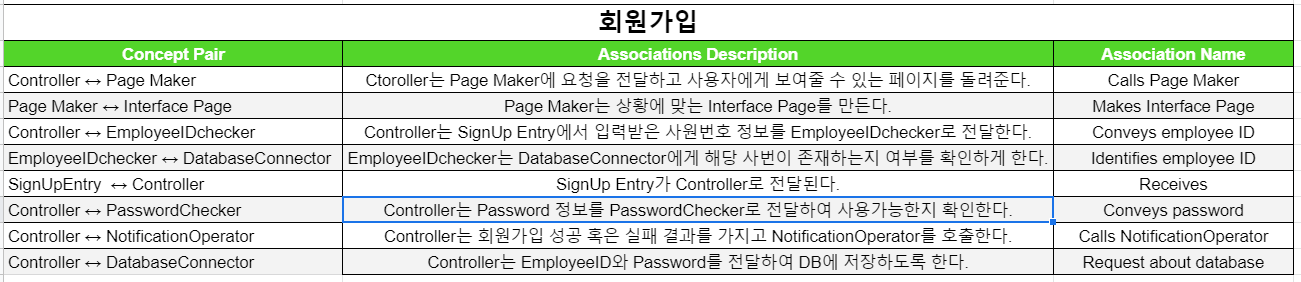 회원가입
Concept Pair Associations Description Association Name
Controller ↔ Page Maker Ctoroller는 Page Maker에 요청을 전달하고 사용자에게 보여줄 수 있는 페이지를 돌려준다. Calls Page Maker
Page Maker ↔ Interface Page Page Maker는 상황에 맞는 Interface Page를 만든다. Makes Interface Page
Controller ↔ EmployeeIDchecker Controller는 SignUp Entry에서 입력받은 사원번호 정보를 EmployeeIDchecker로 전달한다. Conveys employee ID
EmployeeIDchecker ↔ DatabaseConnector EmployeeIDchecker는 DatabaseConnector에게 해당 사번이 존재하는지 여부를 확인하게 한다. Identifies employee ID
SignUpEntry ↔ Controller SignUp Entry가 Controller로 전달된다. Receives
Controller ↔ PasswordChecker Controller는 Password 정보를 PasswordChecker로 전달하여 사용가능한지 확인한다. Conveys password
Controller ↔ NotificationOperator Controller는 회원가입 성공 혹은 실패 결과를 가지고 NotificationOperator를 호출한다. Calls NotificationOperator
Controller ↔ DatabaseConnector Controller는 EmployeeID와 Password를 전달하여 DB에 저장하도록 한다. Request about database